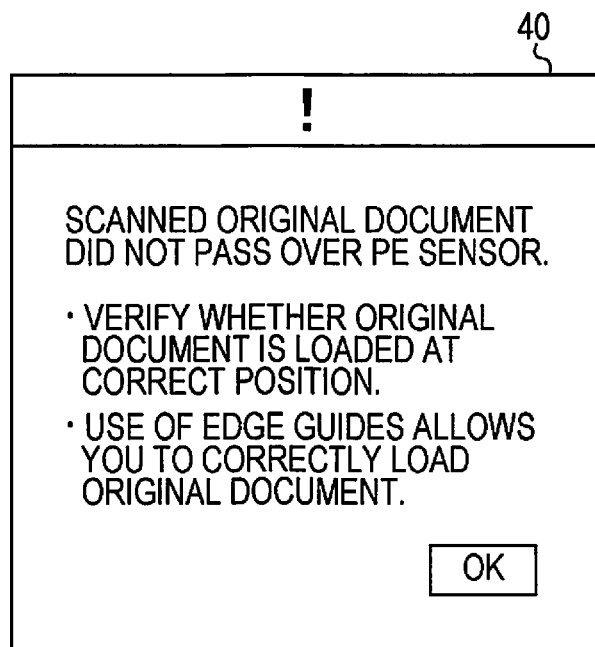 40
!
SCANNED ORIGINAL DOCUMENT
DID NOT PASS OVER PE SENSOR.
· VERIFY WHETHER ORIGINAL
DOCUMENT IS LOADED AT
CORRECT POSITION.
· USE OF EDGE GUIDES ALLOWS
YOU TO CORRECTLY LOAD
ORIGINAL DOCUMENT.
OK